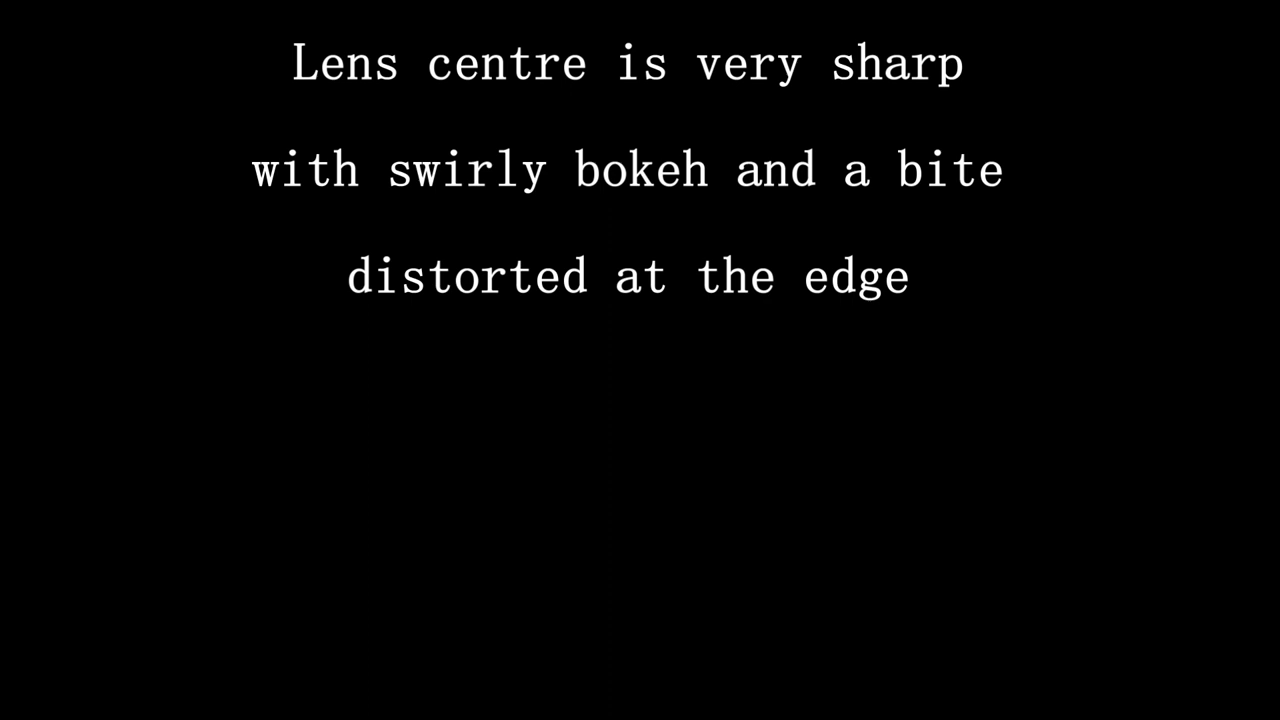 Lens centre is very sharp
with swirly bokeh and a bite
distorted at the edge